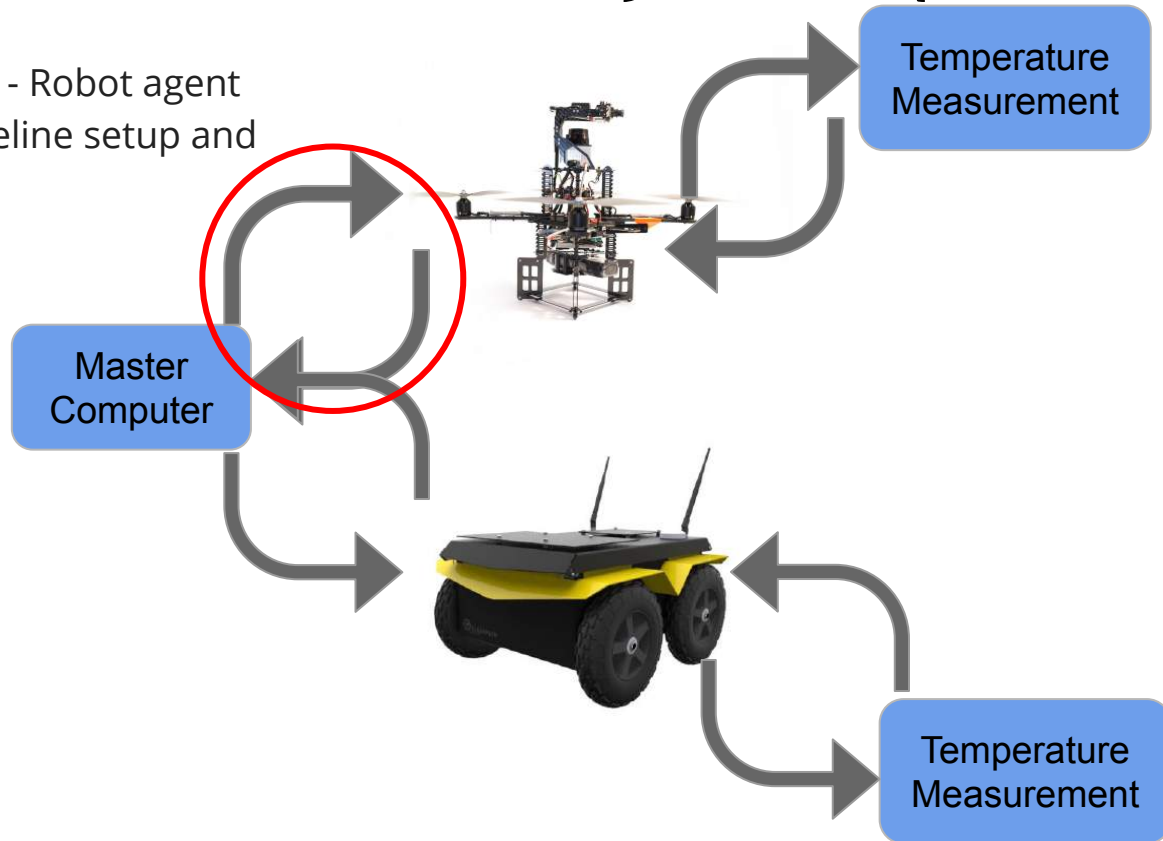 - Robot agent
eline setup and
Temperature
Measurement
Master
Computer
Temperature
Measurement